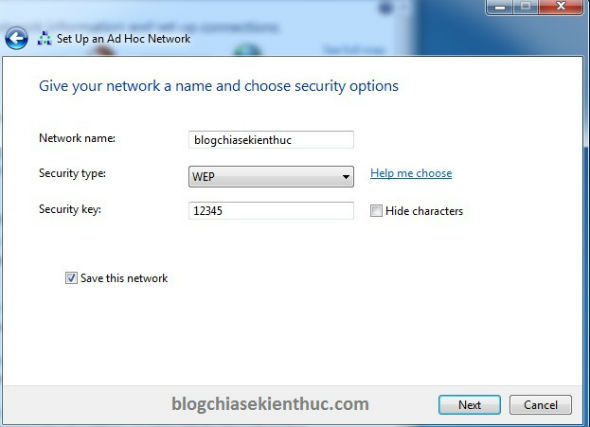 Set Up an Ad Hoc Network
Give your network a name and choose security options
Network name: blogchiasekienthuc
Security type: WEP Help me choose
Security key: 12345 Hide characters
Save this network
blogchiasekienthuc.com Next Cancel